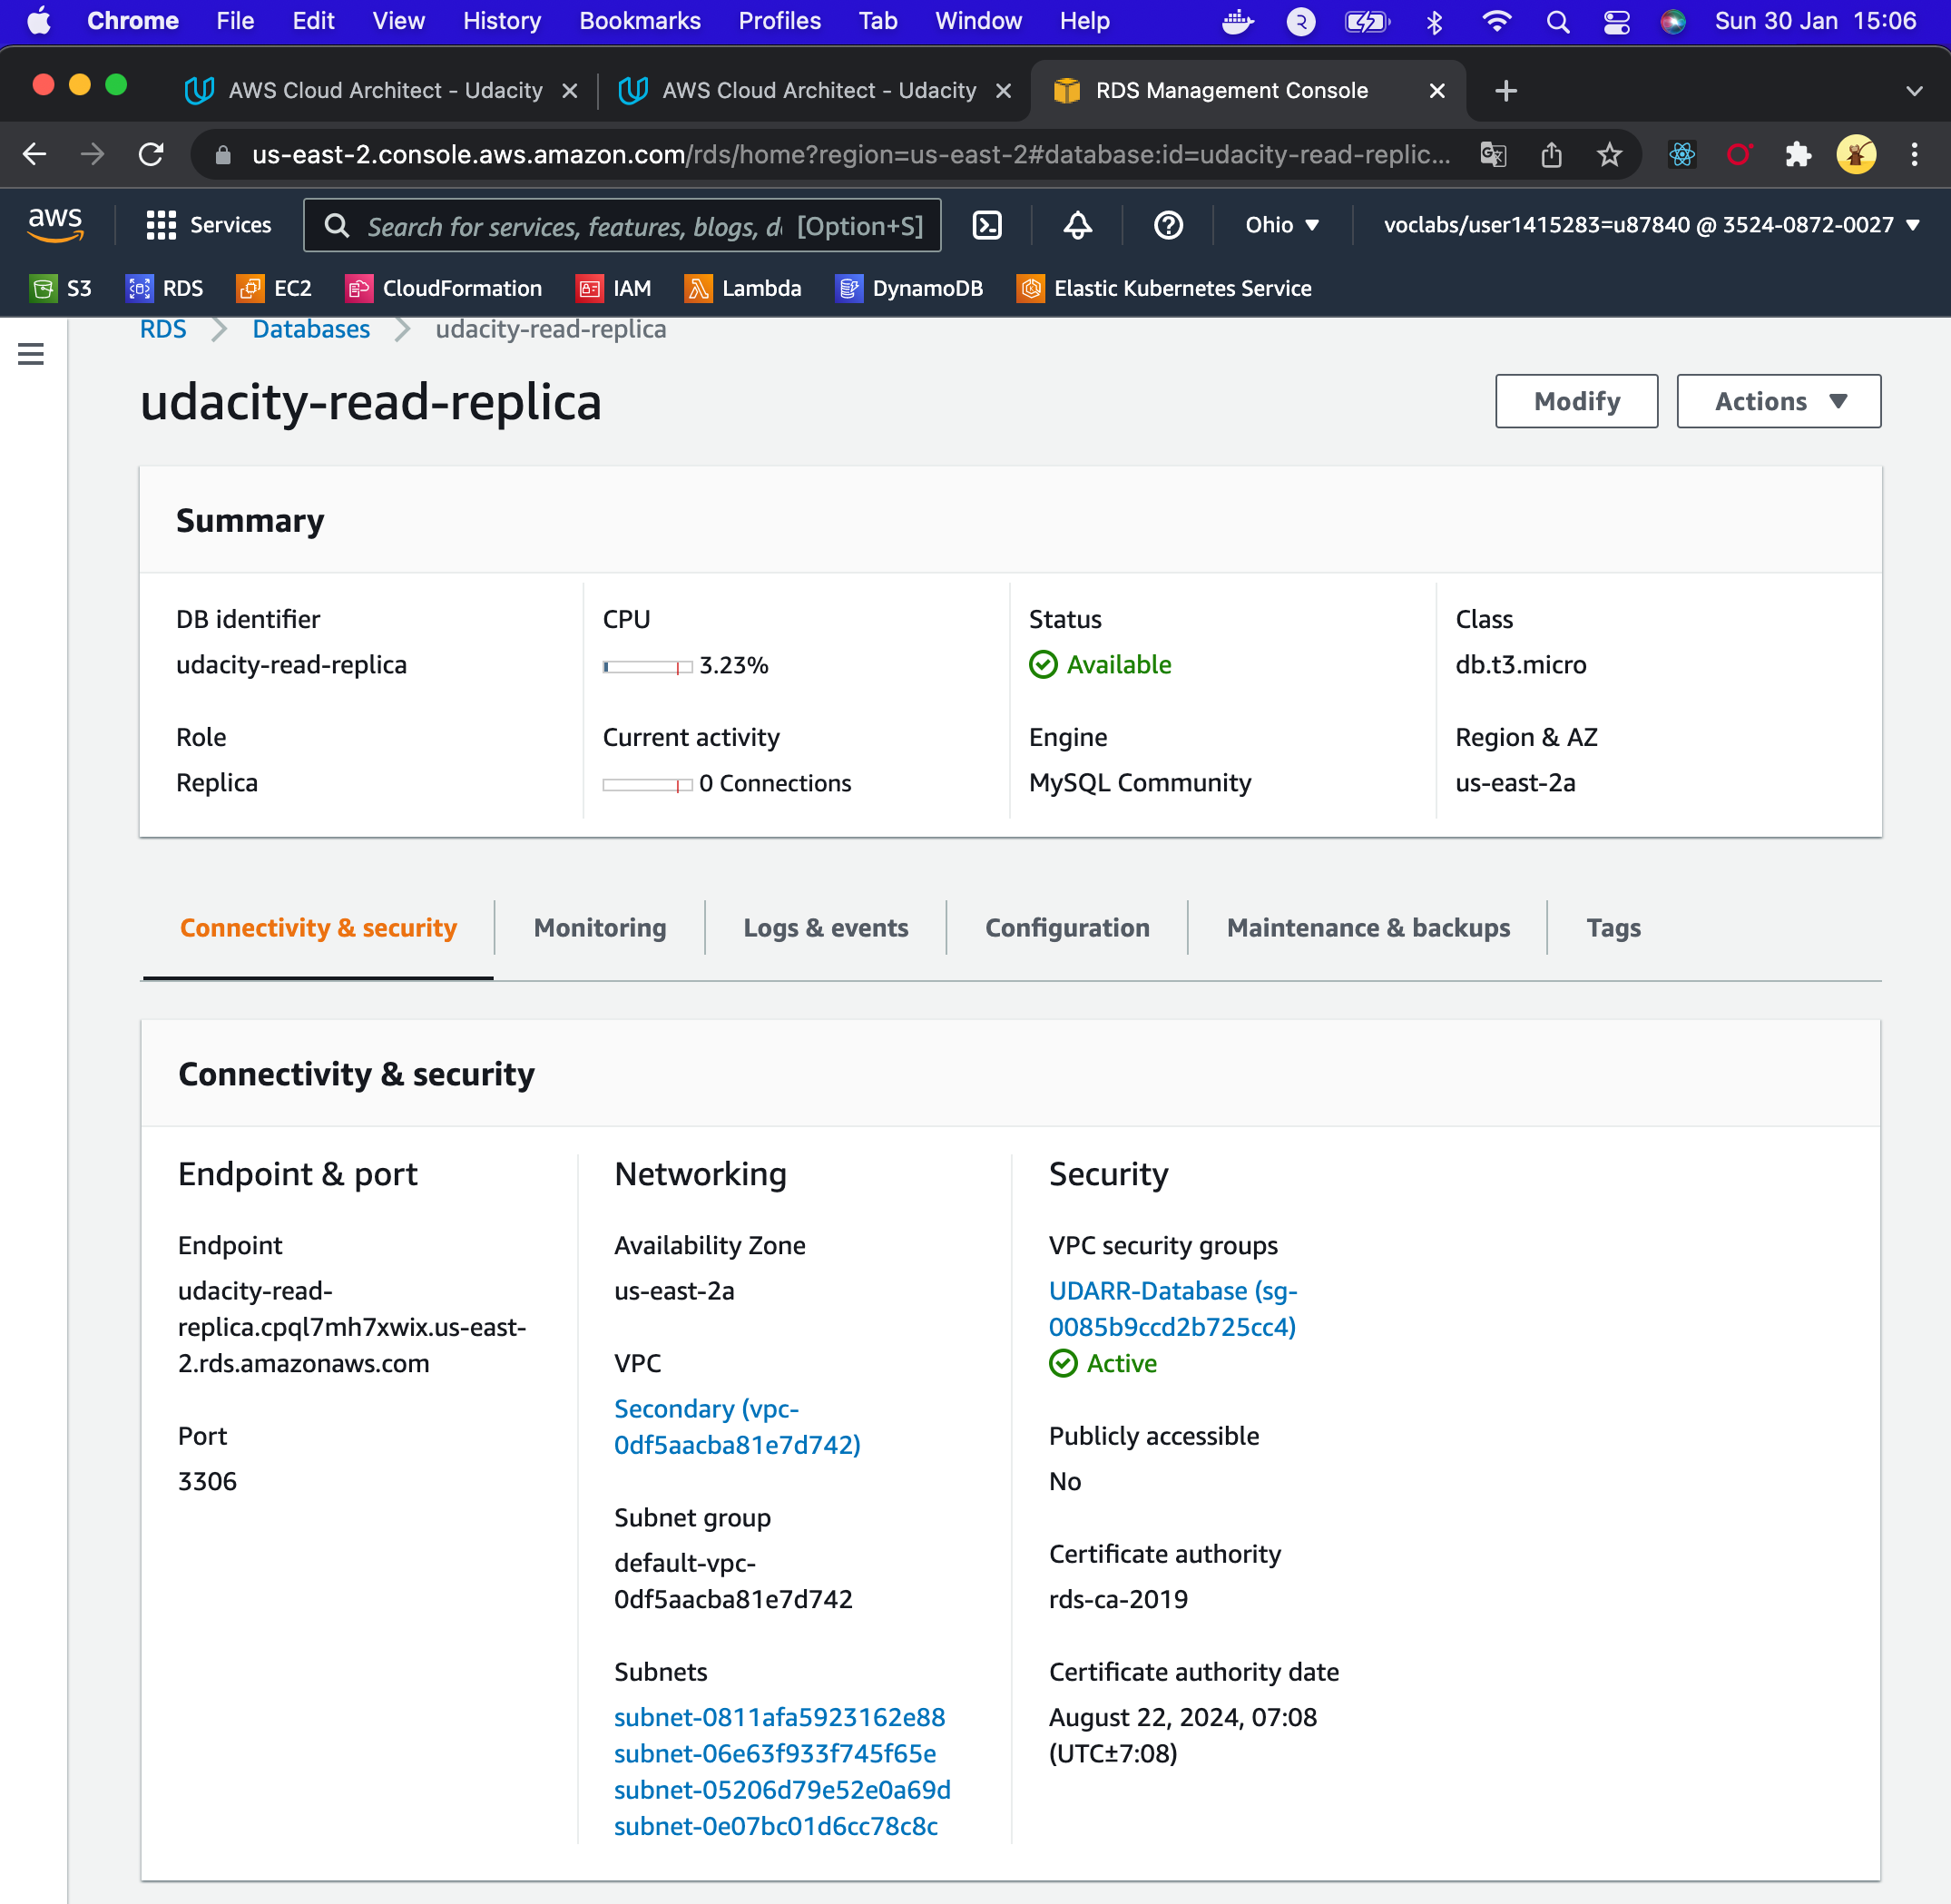 Chrome File Edit View History Bookmarks Profiles Tab Window Help Sun 30 Jan 15:06
AWS Cloud Architect - Udacity AWS Cloud Architect - Udacity RDS Management Console
us-east-2.console.aws.amazon.com/rds/home?region=us-east-2#database:id=udacity-read-replic...
aws Services Search for services, features, blogs, d [Option+S] Ohio voclabs/user1415283=u87840 @ 3524-0872-0027
S3 RDS EC2 CloudFormation IAM Lambda DynamoDB Elastic Kubernetes Service
RDS Databases udacity-read-replica
udacity-read-replica
Modify Actions
Summary
DB identifier
udacity-read-replica
CPU
3.23%
Status
Available
Class
db.t3.micro
Role
Replica
Current activity
0 Connections
Engine
MySQL Community
Region & AZ
us-east-2a
Connectivity & security Monitoring Logs & events Configuration Maintenance & backups Tags
Connectivity & security
Endpoint & port
Endpoint
udacity-read-
replica.cpql7mh7xwix.us-east-
2.rds.amazonaws.com
Port
3306
Networking
Availability Zone
us-east-2a
VPC
Secondary (vpc-
0df5aacba81e7d742)
Subnet group
default-vpc-
0df5aacba81e7d742
Subnets
subnet-0811afa5923162e88
subnet-06e63f933f745f65e
subnet-05206d79e52e0a69d
subnet-0e07bc01d6cc78c8c
Security
VPC security groups
UDARR-Database (sg-
0085b9ccd2b725cc4)
Active
Publicly accessible
No
Certificate authority
rds-ca-2019
Certificate authority date
August 22, 2024, 07:08
(UTC±7:08)